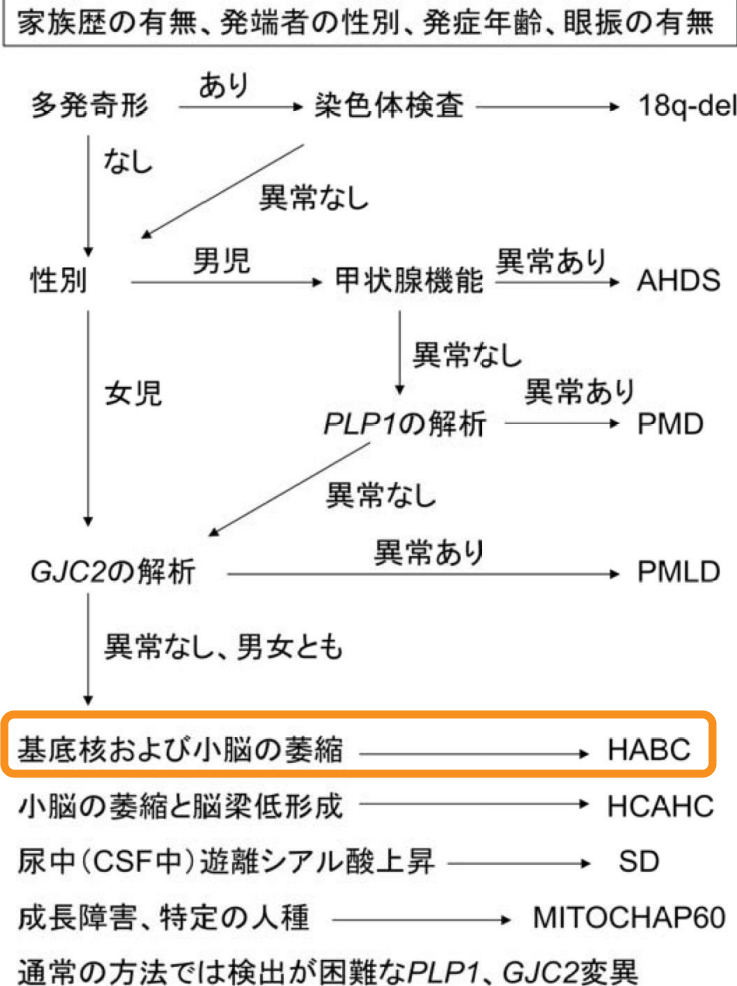 家族歴の有無、発端者の性別、発症年齢、眼振の有無
多発奇形 あり 染色体検査 18q-del
なし
異常なし
性別 男児 甲状腺機能 異常あり AHDS
異常なし
女児
PLP1の解析 異常あり PMD
異常なし
GJC2の解析 異常あり PMLD
異常なし、男女とも
基底核および小脳の萎縮 HABC
小脳の萎縮と脳梁低形成 HCAHC
尿中(CSF中)遊離シアル酸上昇 SD
成長障害、特定の人種 MITOCHAP60
通常の方法では検出が困難なPLP1、GJC2変異